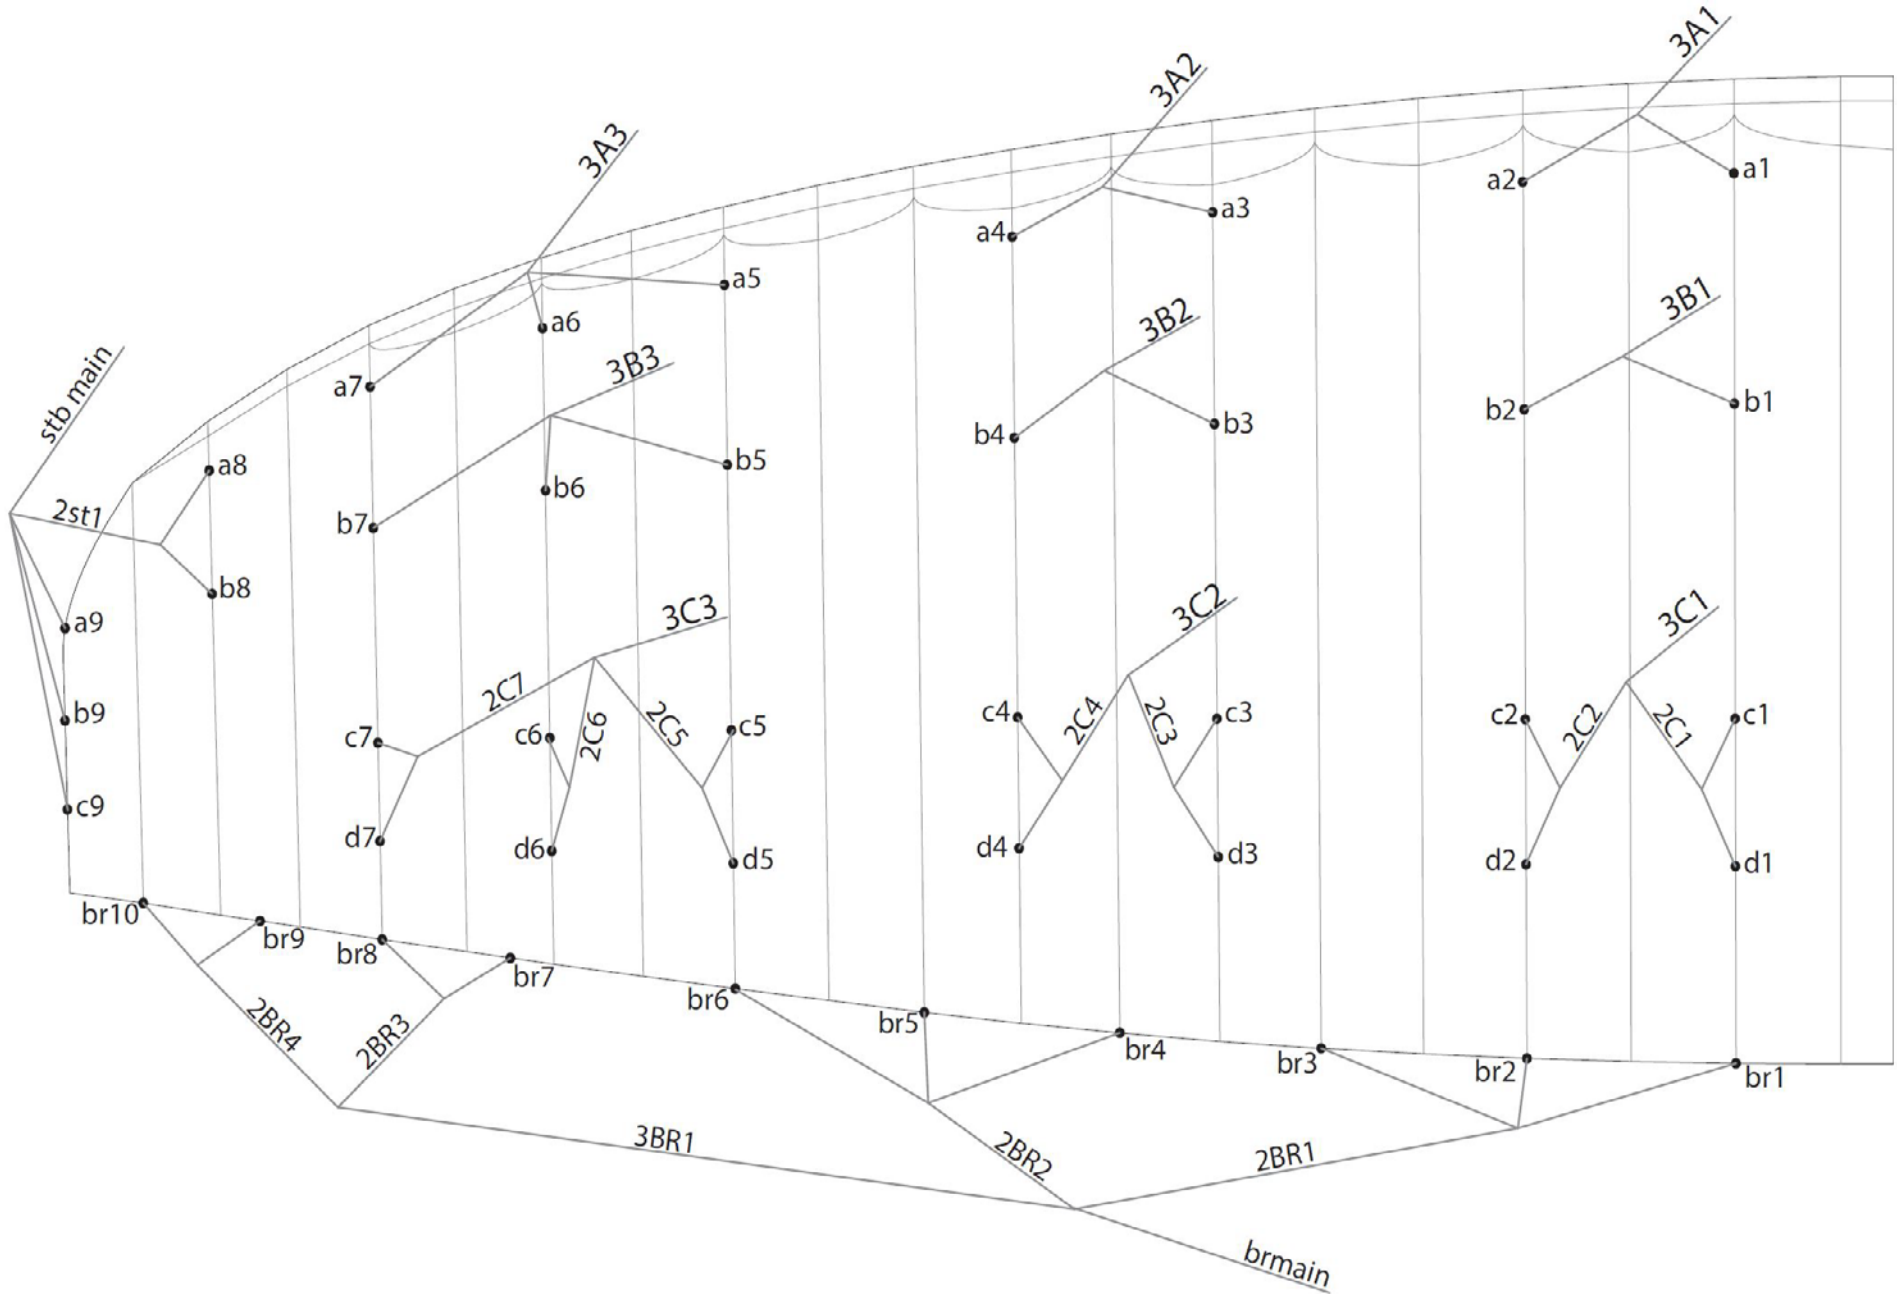 3A1
3A2
3A3
a1
a2
a3
a4
a5
a6
a7
3B1
3B2
3B3
stb main
2st1
a8
b8
b1
b2
b3
b4
b5
b6
b7
a9
b9
c9
3C3
3C2
3C1
2C7
2C6
2C5
2C4
2C3
2C2
2C1
c7
c6
c5
c4
c3
c2
c1
d7
d6
d5
d4
d3
d2
d1
br10
br9
br8
br7
br6
br5
br4
br3
br2
br1
2BR4
2BR3
3BR1
2BR2
2BR1
brmain